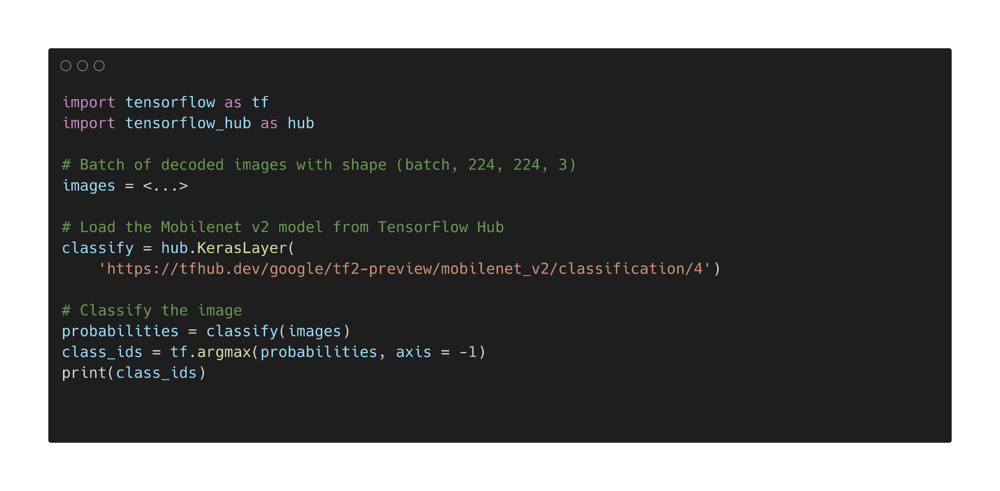 import tensorflow as tf
import tensorflow_hub as hub

# Batch of decoded images with shape (batch, 224, 224, 3)
images = <...>

# Load the Mobilenet v2 model from TensorFlow Hub
classify = hub.KerasLayer(
    'https://tfhub.dev/google/tf2-preview/mobilenet_v2/classification/4')

# Classify the image
probabilities = classify(images)
class_ids = tf.argmax(probabilities, axis = -1)
print(class_ids)